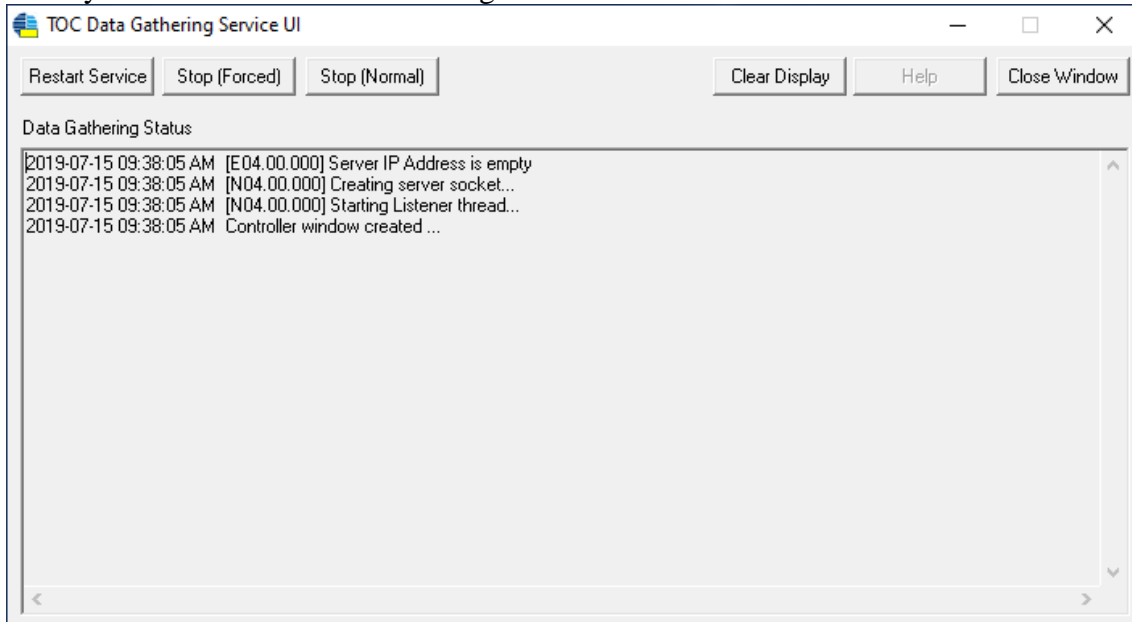 TOC Data Gathering Service UI
Restart Service Stop (Forced) Stop (Normal) Clear Display Help Close Window
Data Gathering Status
2019-07-15 09:38:05 AM [E04.00.000] Server IP Address is empty
2019-07-15 09:38:05 AM [N04.00.000] Creating server socket...
2019-07-15 09:38:05 AM [N04.00.000] Starting Listener thread...
2019-07-15 09:38:05 AM Controller window created ...